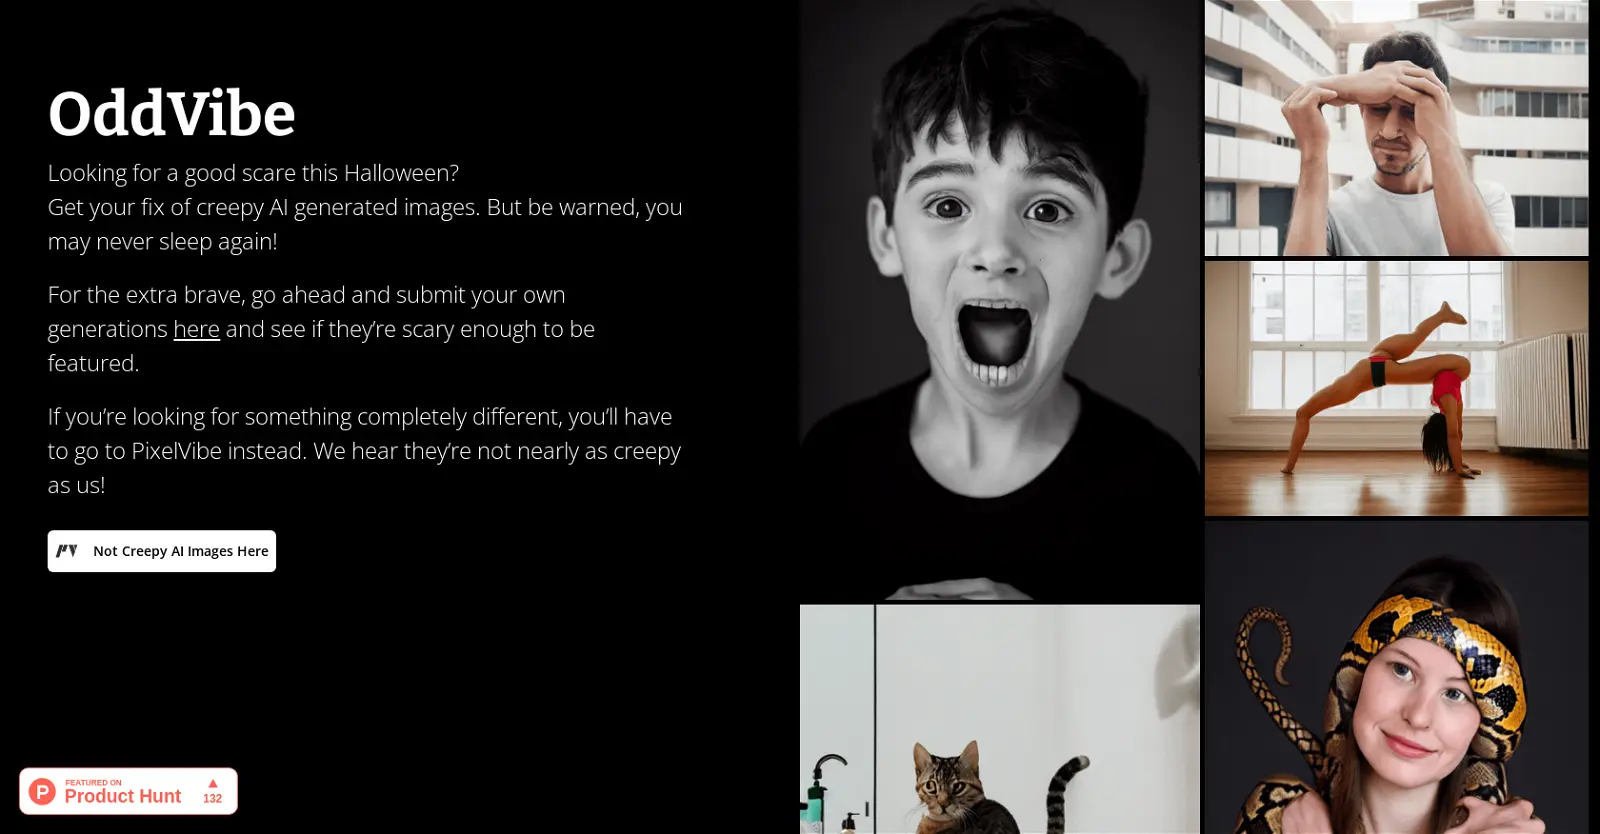 OddVibe
Looking for a good scare this Halloween?
Get your fix of creepy AI generated images. But be warned, you
may never sleep again!
For the extra brave, go ahead and submit your own
generations here and see if they’re scary enough to be
featured.
If you’re looking for something completely different, you’ll have
to go to PixelVibe instead. We hear they’re not nearly as creepy
as us!
Not Creepy AI Images Here
FEATURED ON
Product Hunt
132